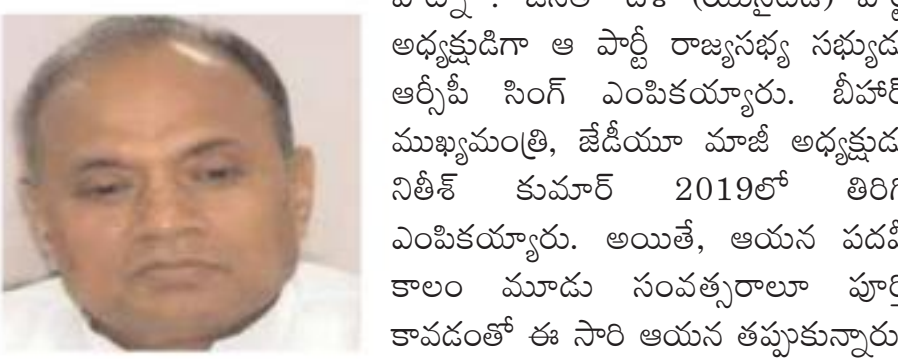 అధ్యక్షుడిగా ఆ పార్టీ రాజ్యసభ్య సభ్యుడు
ఆర్సీపీ సింగ్ ఎంపికయ్యారు. బీహార్
ముఖ్యమంత్రి, జేడీయూ మాజీ అధ్యక్షుడు
నితీశ్ కుమార్ 2019లో తిరిగి
ఎంపికయ్యారు. అయితే, ఆయన పదవీ
కాలం మూడు సంవత్సరాలూ పూర్తి
కావడంతో ఈ సారి ఆయన తప్పుకున్నారు